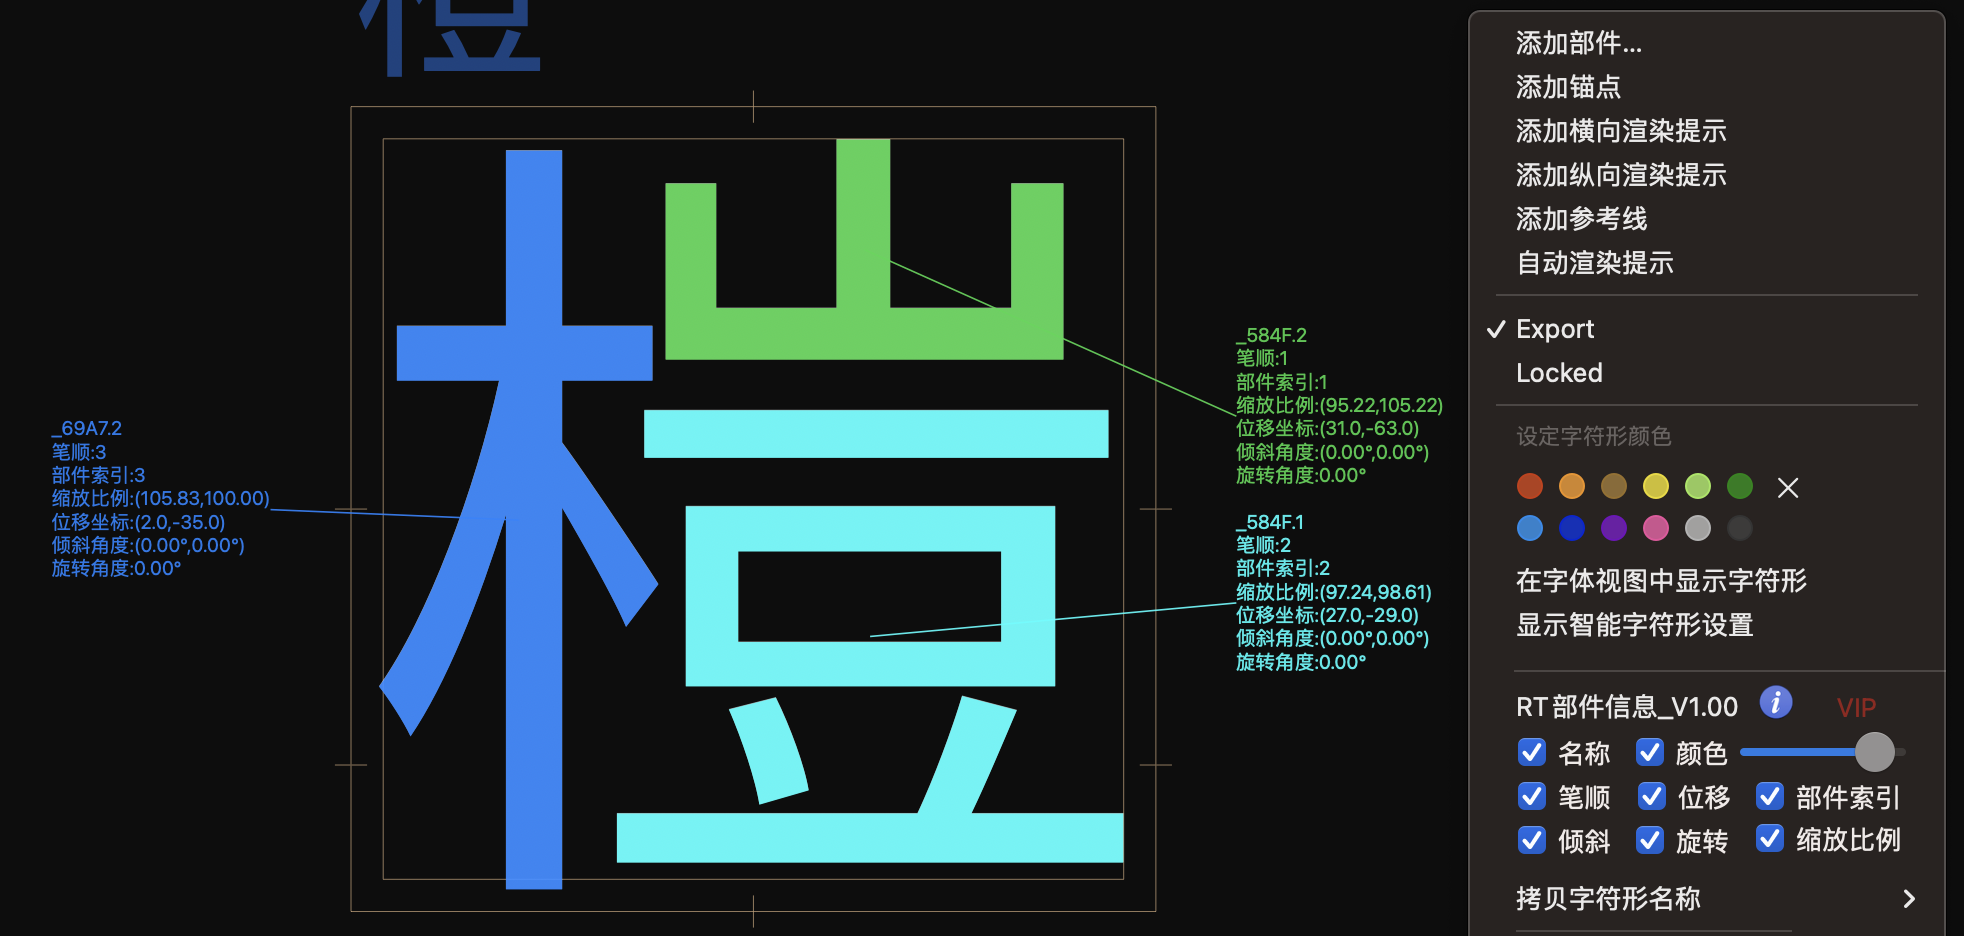 榿
_69A7.2
笔顺:3
部件索引:3
缩放比例:(105.83,100.00)
位移坐标:(2.0,-35.0)
倾斜角度:(0.00°,0.00°)
旋转角度:0.00°
_584F.2
笔顺:1
部件索引:1
缩放比例:(95.22,105.22)
位移坐标:(31.0,-63.0)
倾斜角度:(0.00°,0.00°)
旋转角度:0.00°
_584F.1
笔顺:2
部件索引:2
缩放比例:(97.24,98.61)
位移坐标:(27.0,-29.0)
倾斜角度:(0.00°,0.00°)
旋转角度:0.00°
添加部件...
添加锚点
添加横向渲染提示
添加纵向渲染提示
添加参考线
自动渲染提示
Export
Locked
设定字符形颜色
在字体视图中显示字符形
显示智能字符形设置
RT部件信息_V1.00 i VIP
名称 颜色
笔顺 位移 部件索引
倾斜 旋转 缩放比例
拷贝字符形名称